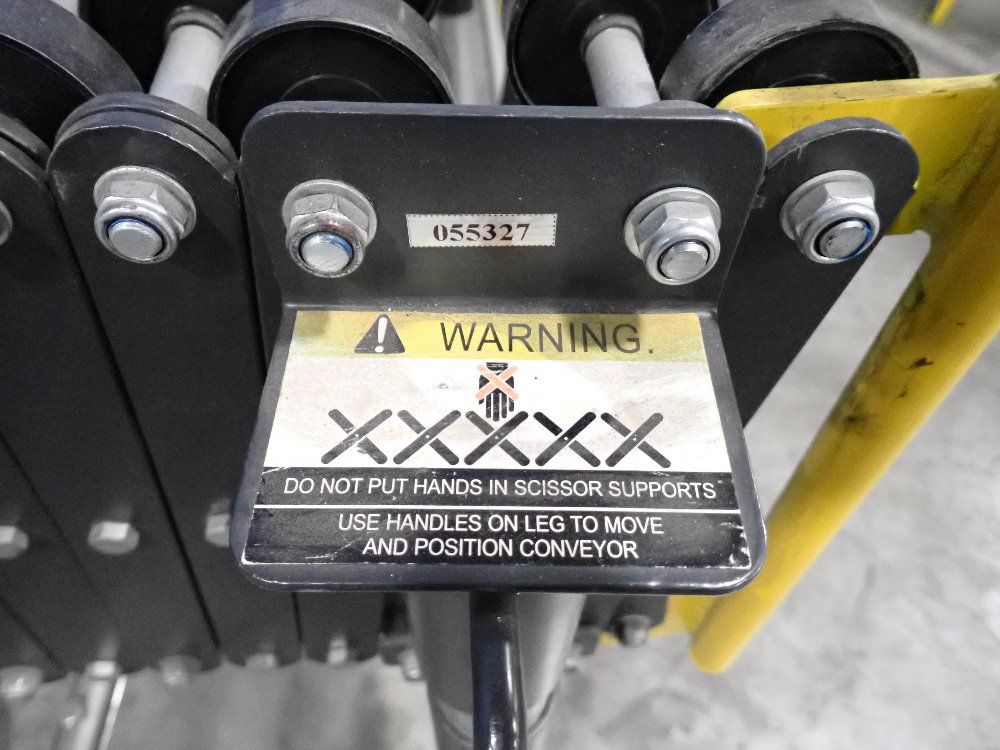 055327
WARNING.
DO NOT PUT HANDS IN SCISSOR SUPPORTS
USE HANDLES ON LEG TO MOVE
AND POSITION CONVEYOR